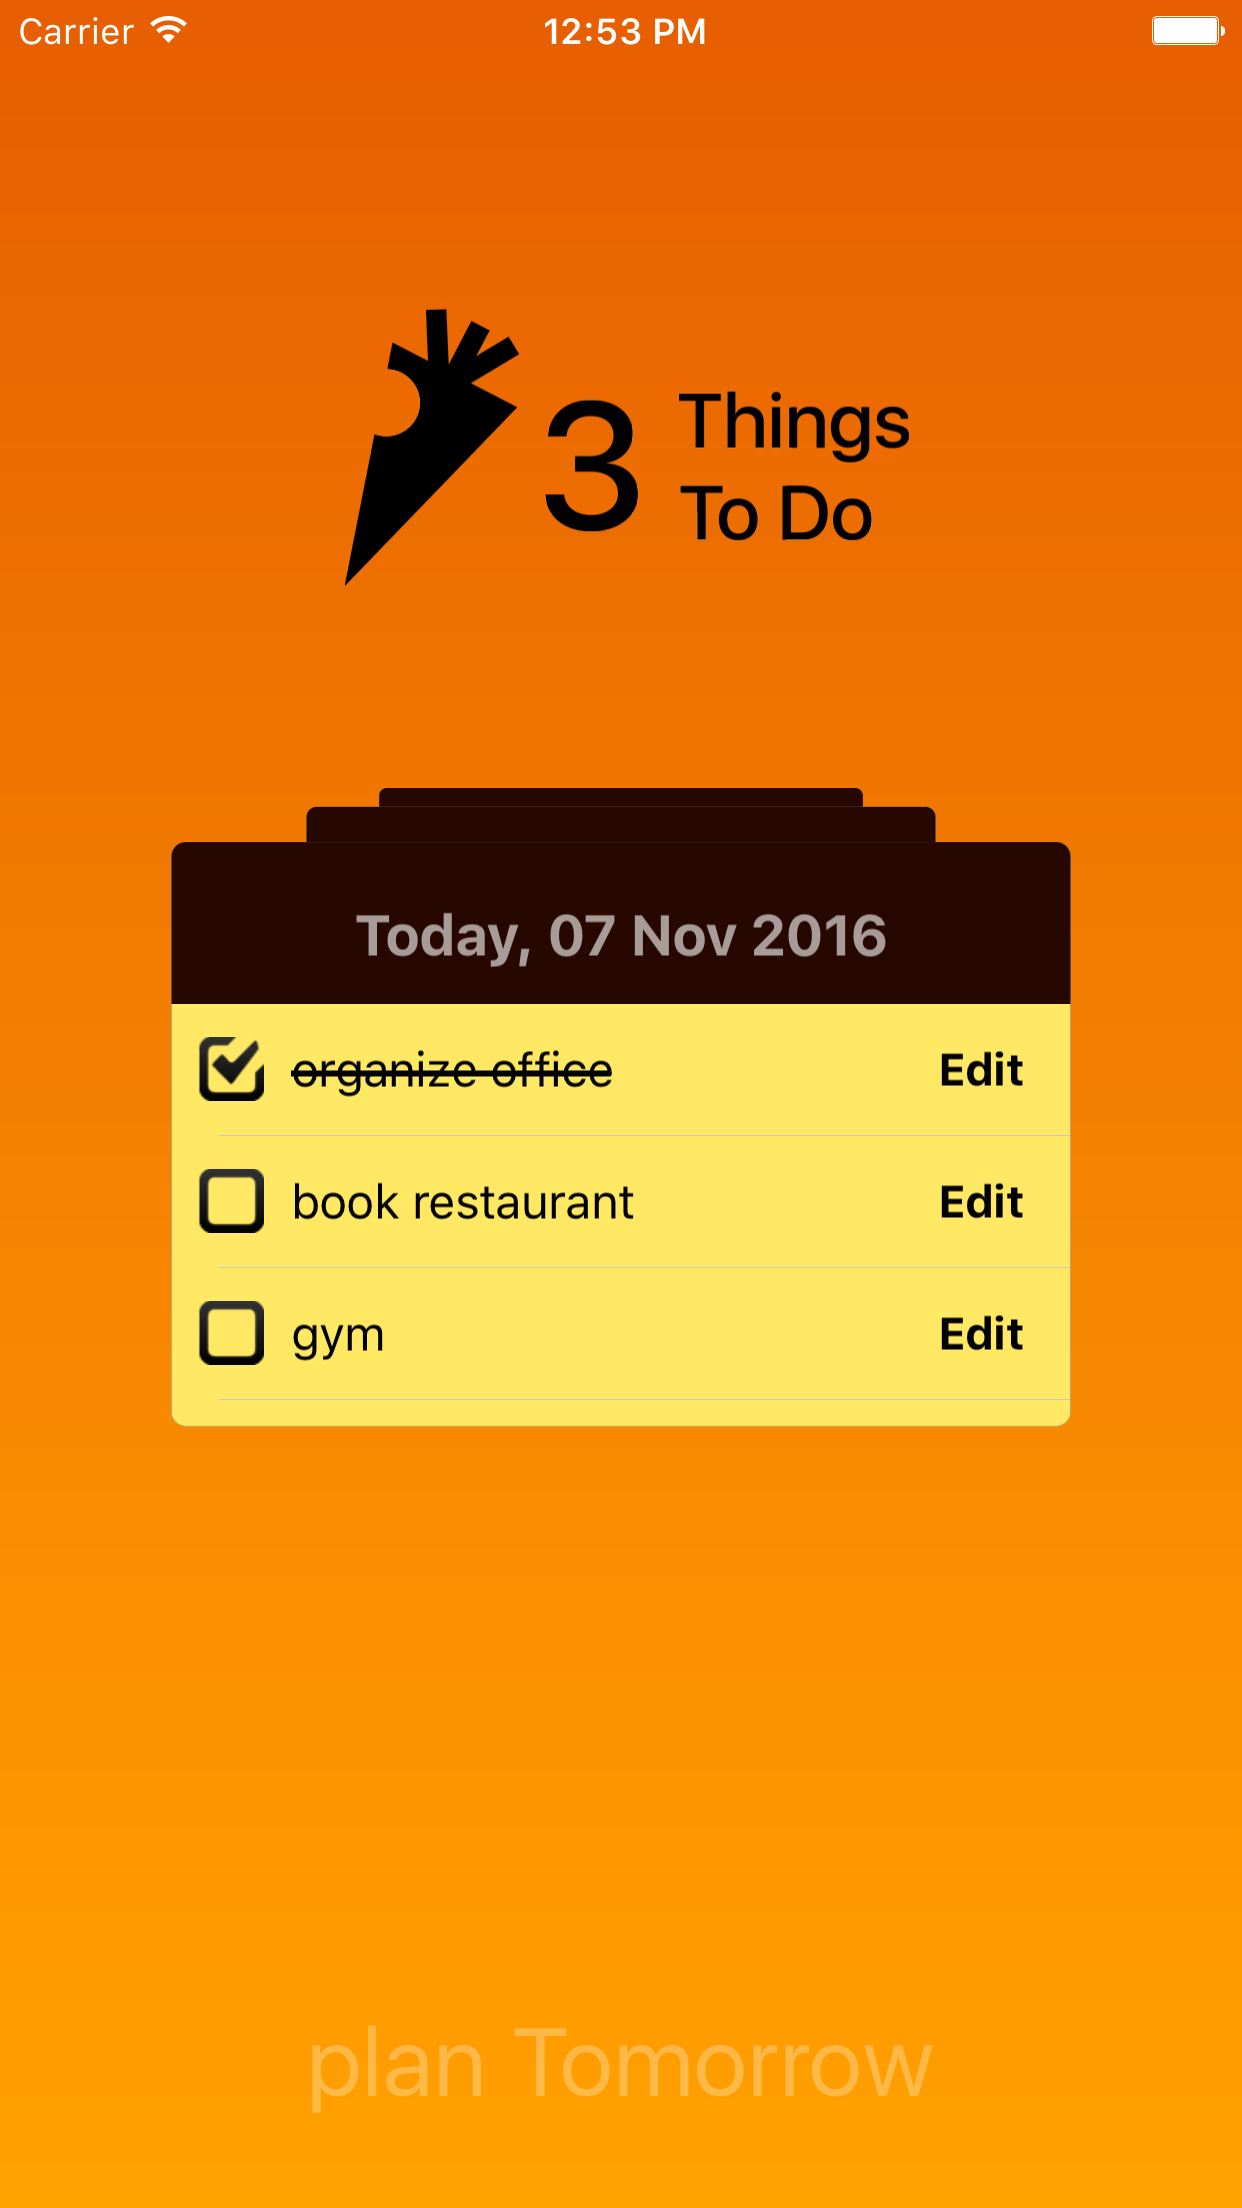 Carrier 12:53 PM
3 Things
To Do
Today, 07 Nov 2016
organize office Edit
book restaurant Edit
gym Edit
plan Tomorrow